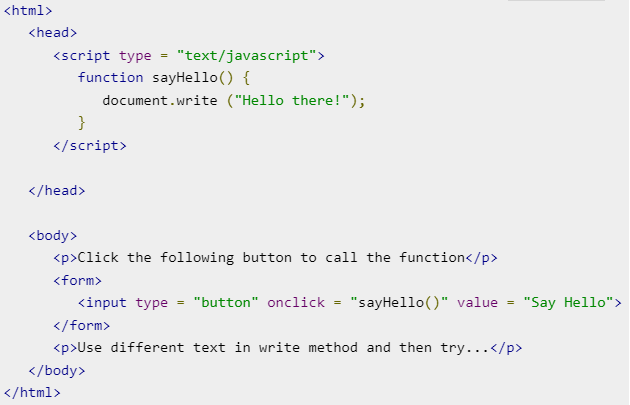 <html>
<head>
<script type = "text/javascript">
function sayHello() {
document.write ("Hello there!");
}
</script>
</head>
<body>
<p>Click the following button to call the function</p>
<form>
<input type = "button" onclick = "sayHello()" value = "Say Hello">
</form>
<p>Use different text in write method and then try...</p>
</body>
</html>